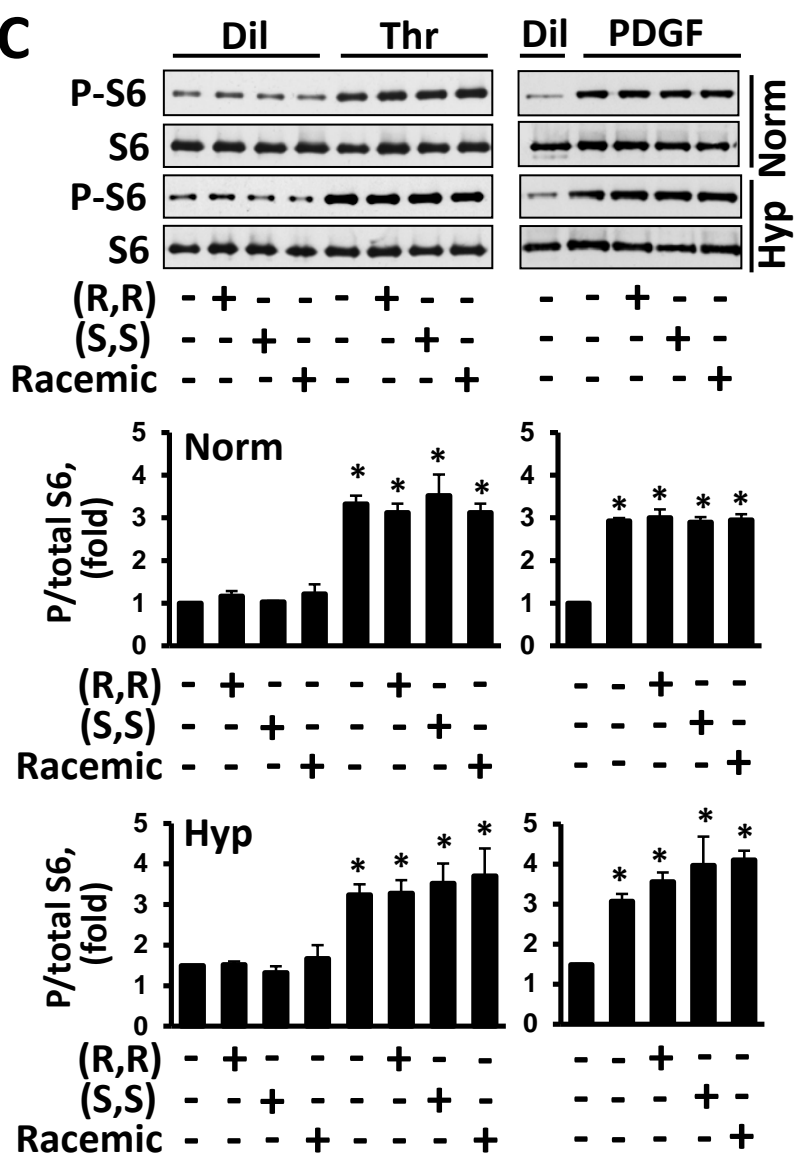 C
Dil Thr Dil PDGF
P-S6
S6
P-S6
S6
Norm
Hyp
(R,R) - + - - - + - - - - + - -
(S,S) - - + - - - + - - - - + -
Racemic - - - + - - - + - - - - +
Norm
P/total S6,
(fold)
5 5
4 4
3 3
2 2
1 1
0 0
* * * * * * * *
(R,R) - + - - - + - - - - + - -
(S,S) - - + - - - + - - - - + -
Racemic - - - + - - - + - - - - +
Hyp
P/total S6,
(fold)
5 5
4 4
3 3
2 2
1 1
0 0
* * * * * * * *
(R,R) - + - - - + - - - - + - -
(S,S) - - + - - - + - - - - + -
Racemic - - - + - - - + - - - - +